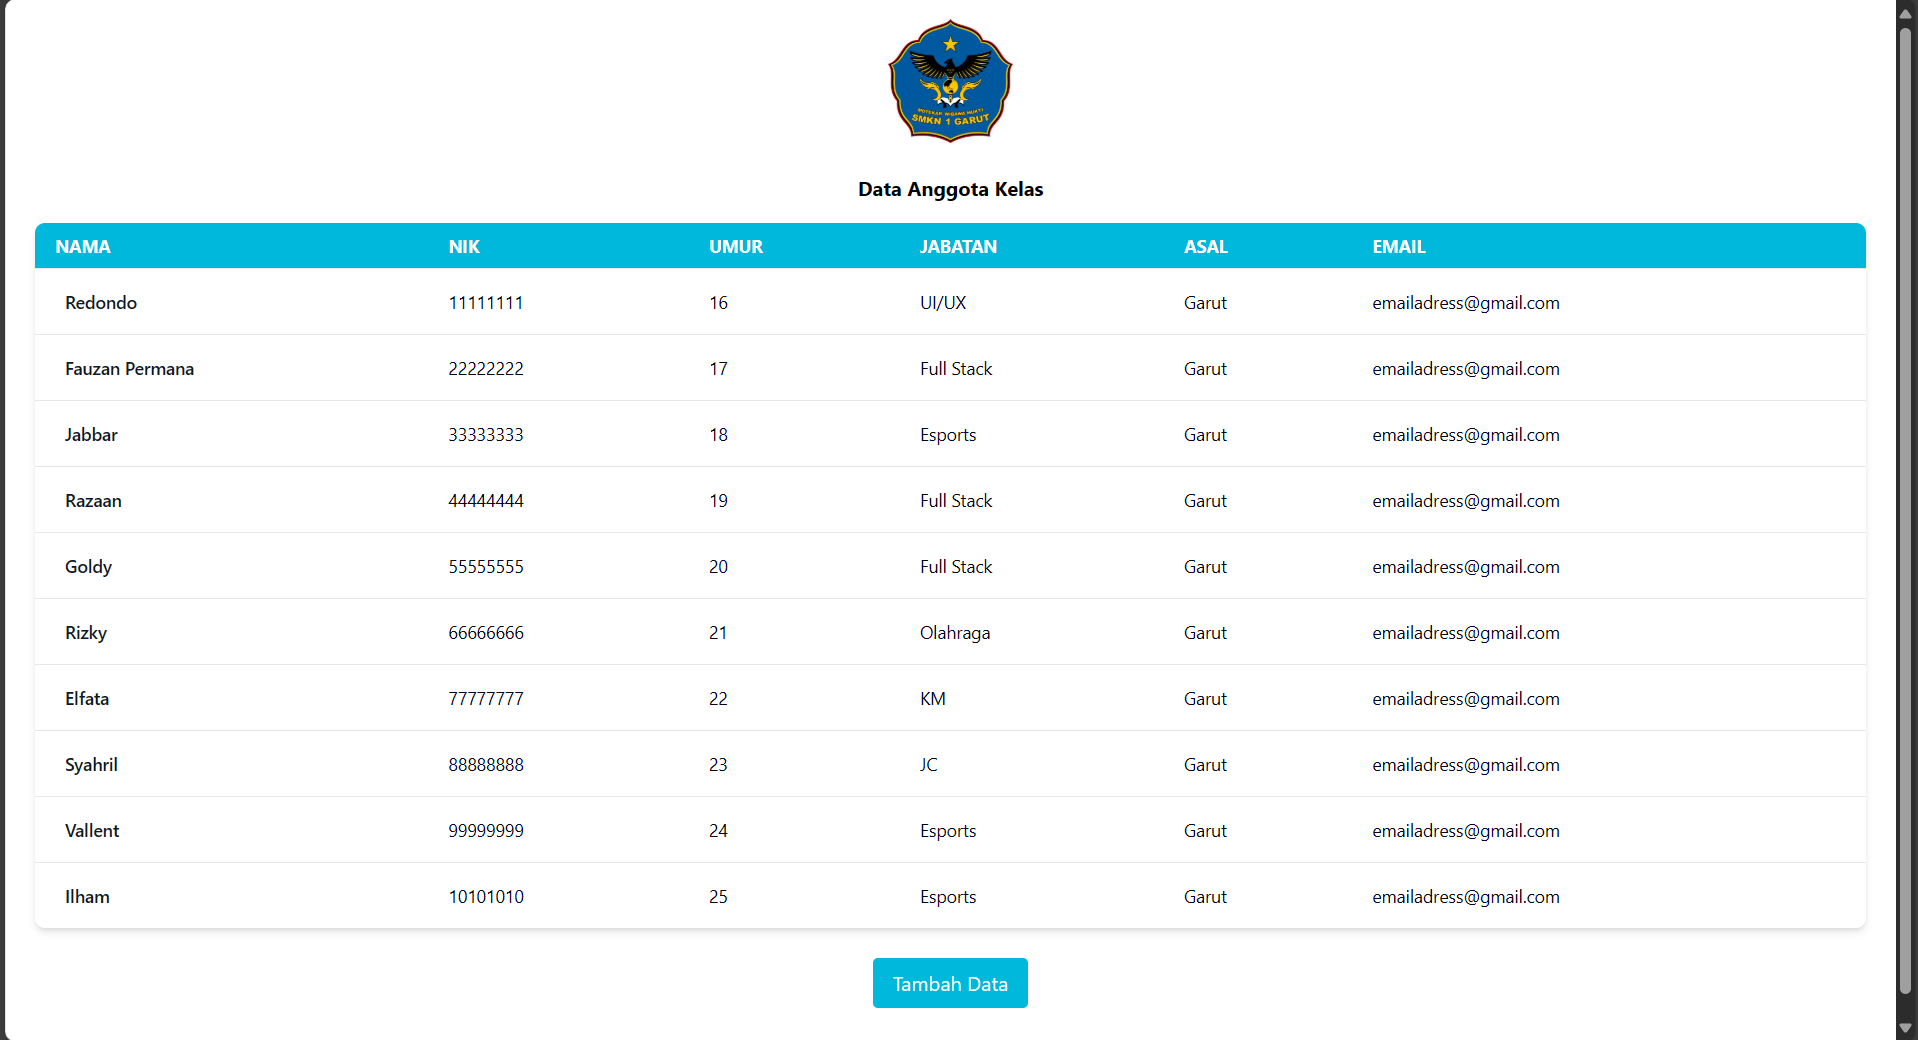 MOTEKAR WIDANG MUKTI
SMKN 1 GARUT
Data Anggota Kelas
NAMA NIK UMUR JABATAN ASAL EMAIL
Redondo 11111111 16 UI/UX Garut emailadress@gmail.com
Fauzan Permana 22222222 17 Full Stack Garut emailadress@gmail.com
Jabbar 33333333 18 Esports Garut emailadress@gmail.com
Razaan 44444444 19 Full Stack Garut emailadress@gmail.com
Goldy 55555555 20 Full Stack Garut emailadress@gmail.com
Rizky 66666666 21 Olahraga Garut emailadress@gmail.com
Elfata 77777777 22 KM Garut emailadress@gmail.com
Syahril 88888888 23 JC Garut emailadress@gmail.com
Vallent 99999999 24 Esports Garut emailadress@gmail.com
Ilham 10101010 25 Esports Garut emailadress@gmail.com
Tambah Data